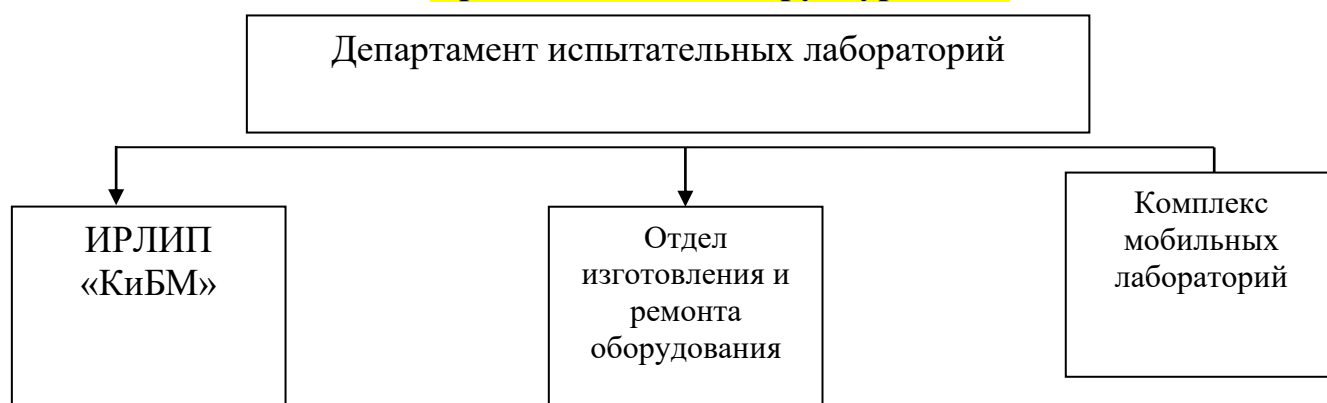 Департамент испытательных лабораторий
ИРЛИП
«КиБМ»
Отдел
изготовления и
ремонта
оборудования
Комплекс
мобильных
лабораторий